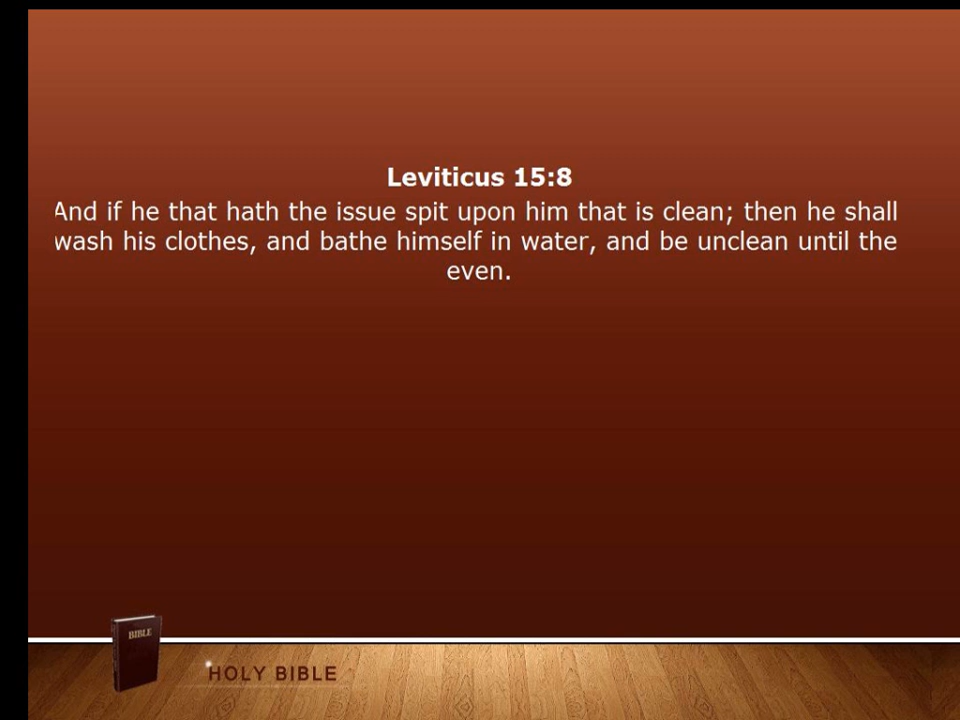 Leviticus 15:8
And if he that hath the issue spit upon him that is clean; then he shall
wash his clothes, and bathe himself in water, and be unclean until the
even.
BIBLE
HOLY BIBLE